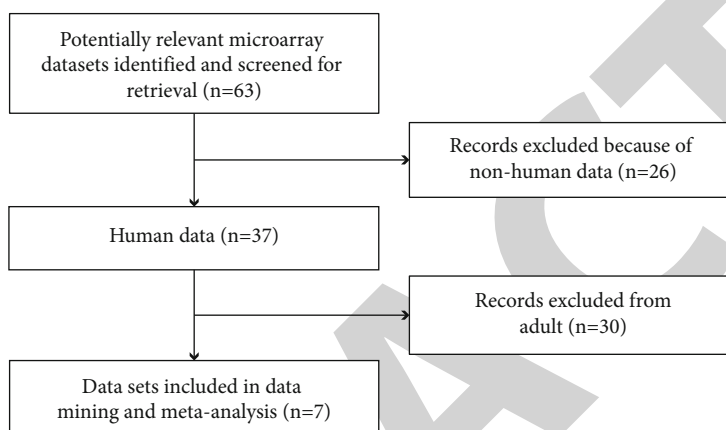 Potentially relevant microarray
datasets identified and screened for
retrieval (n=63)
Records excluded because of
non-human data (n=26)
Human data (n=37)
Records excluded from
adult (n=30)
Data sets included in data
mining and meta-analysis (n=7)